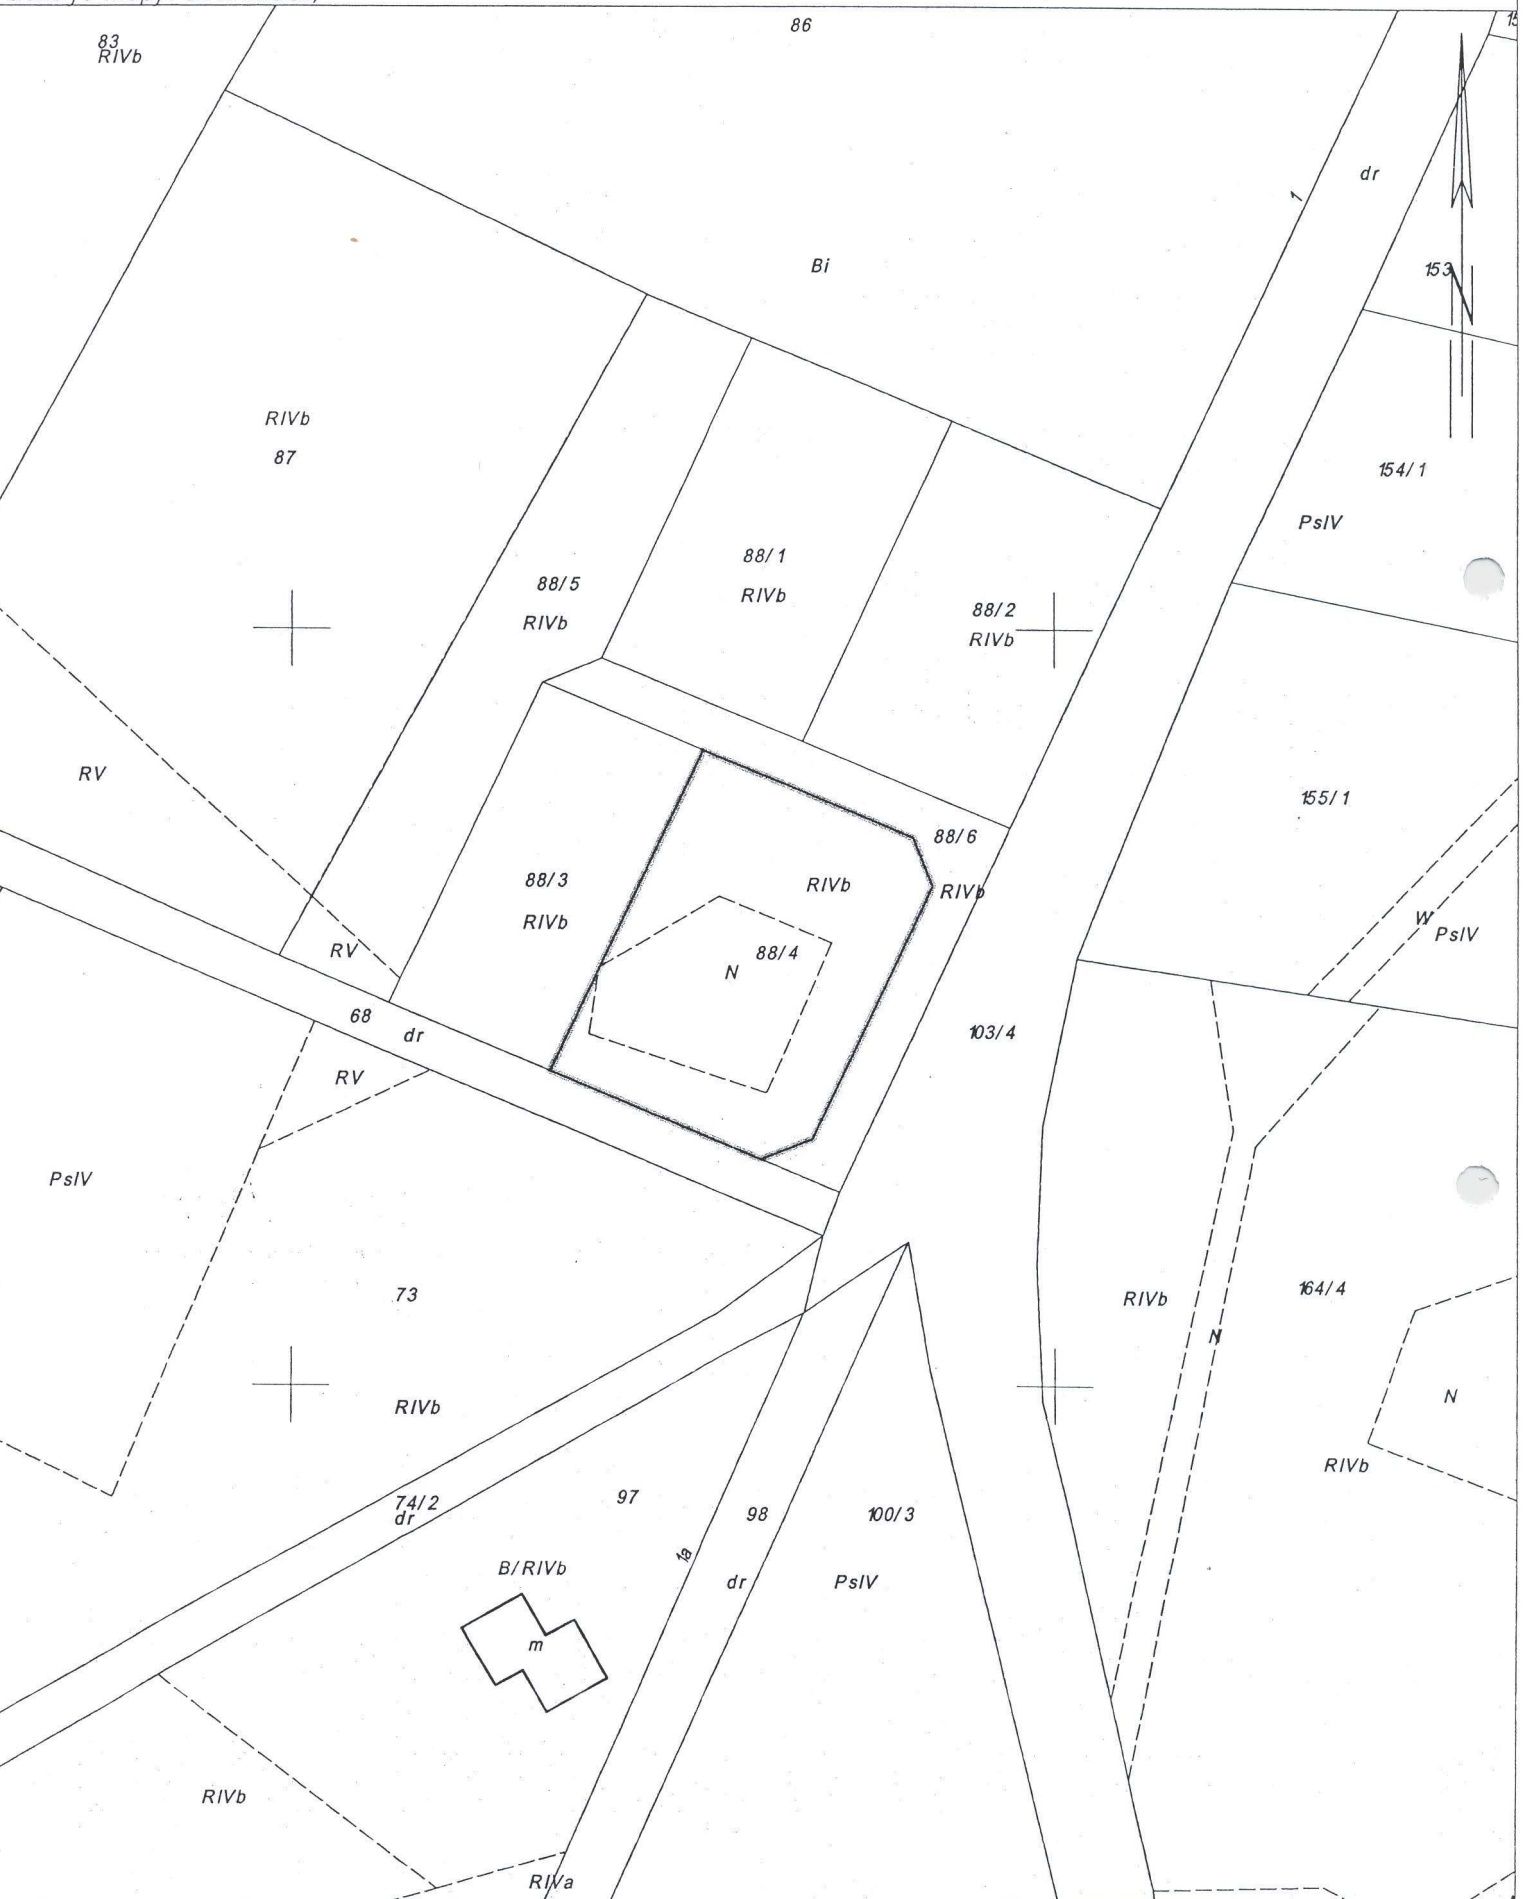 86
83
RIVb
dr
1
Bi
153
N
RIVb
87
154/1
PsIV
88/1
RIVb
88/5
RIVb
88/2
RIVb
RV
155/1
88/6
RIVb
88/3
RIVb
RIVb
88/4
N
W
PsIV
RV
68
dr
103/4
RV
PsIV
73
RIVb
164/4
N
N
RIVb
RIVb
74/2
dr
97
98
100/3
1a
B/RIVb
dr
PsIV
m
RIVb
RIVa